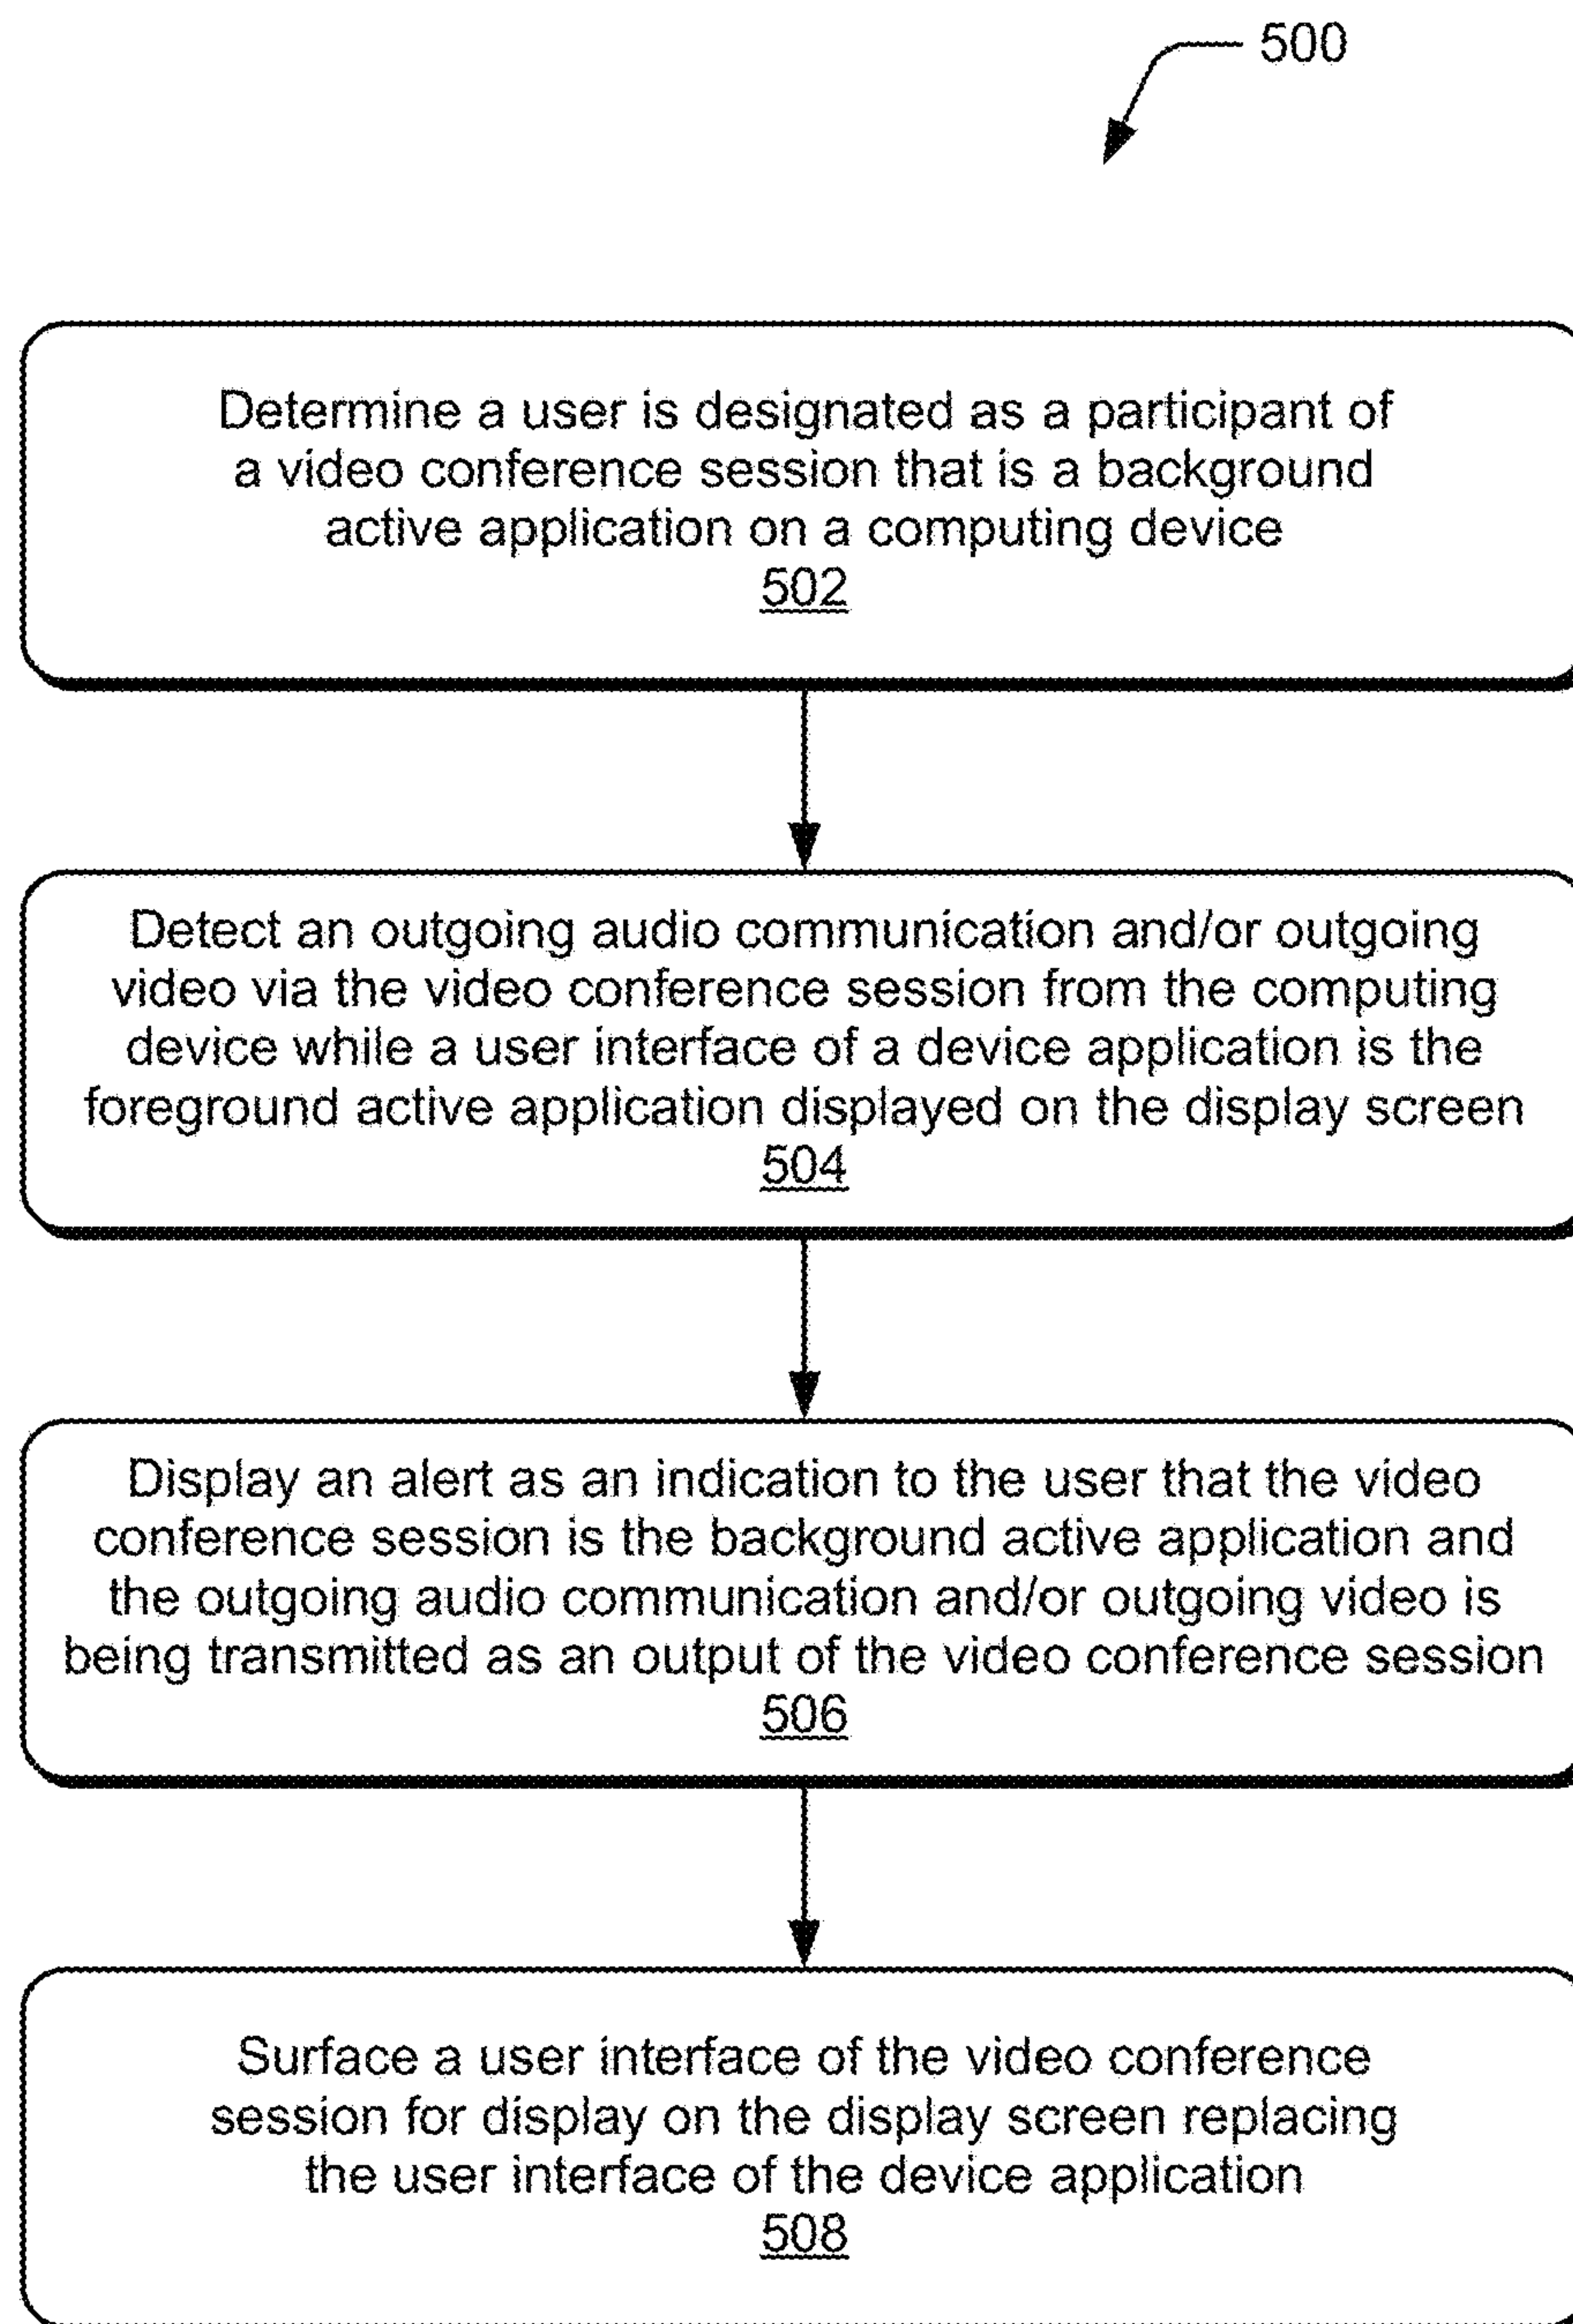 500
Determine a user is designated as a participant of
a video conference session that is a background
active application on a computing device
502
Detect an outgoing audio communication and/or outgoing
video via the video conference session from the computing
device while a user interface of a device application is the
foreground active application displayed on the display screen
504
Display an alert as an indication to the user that the video
conference session is the background active application and
the outgoing audio communication and/or outgoing video is
being transmitted as an output of the video conference session
506
Surface a user interface of the video conference
session for display on the display screen replacing
the user interface of the device application
508